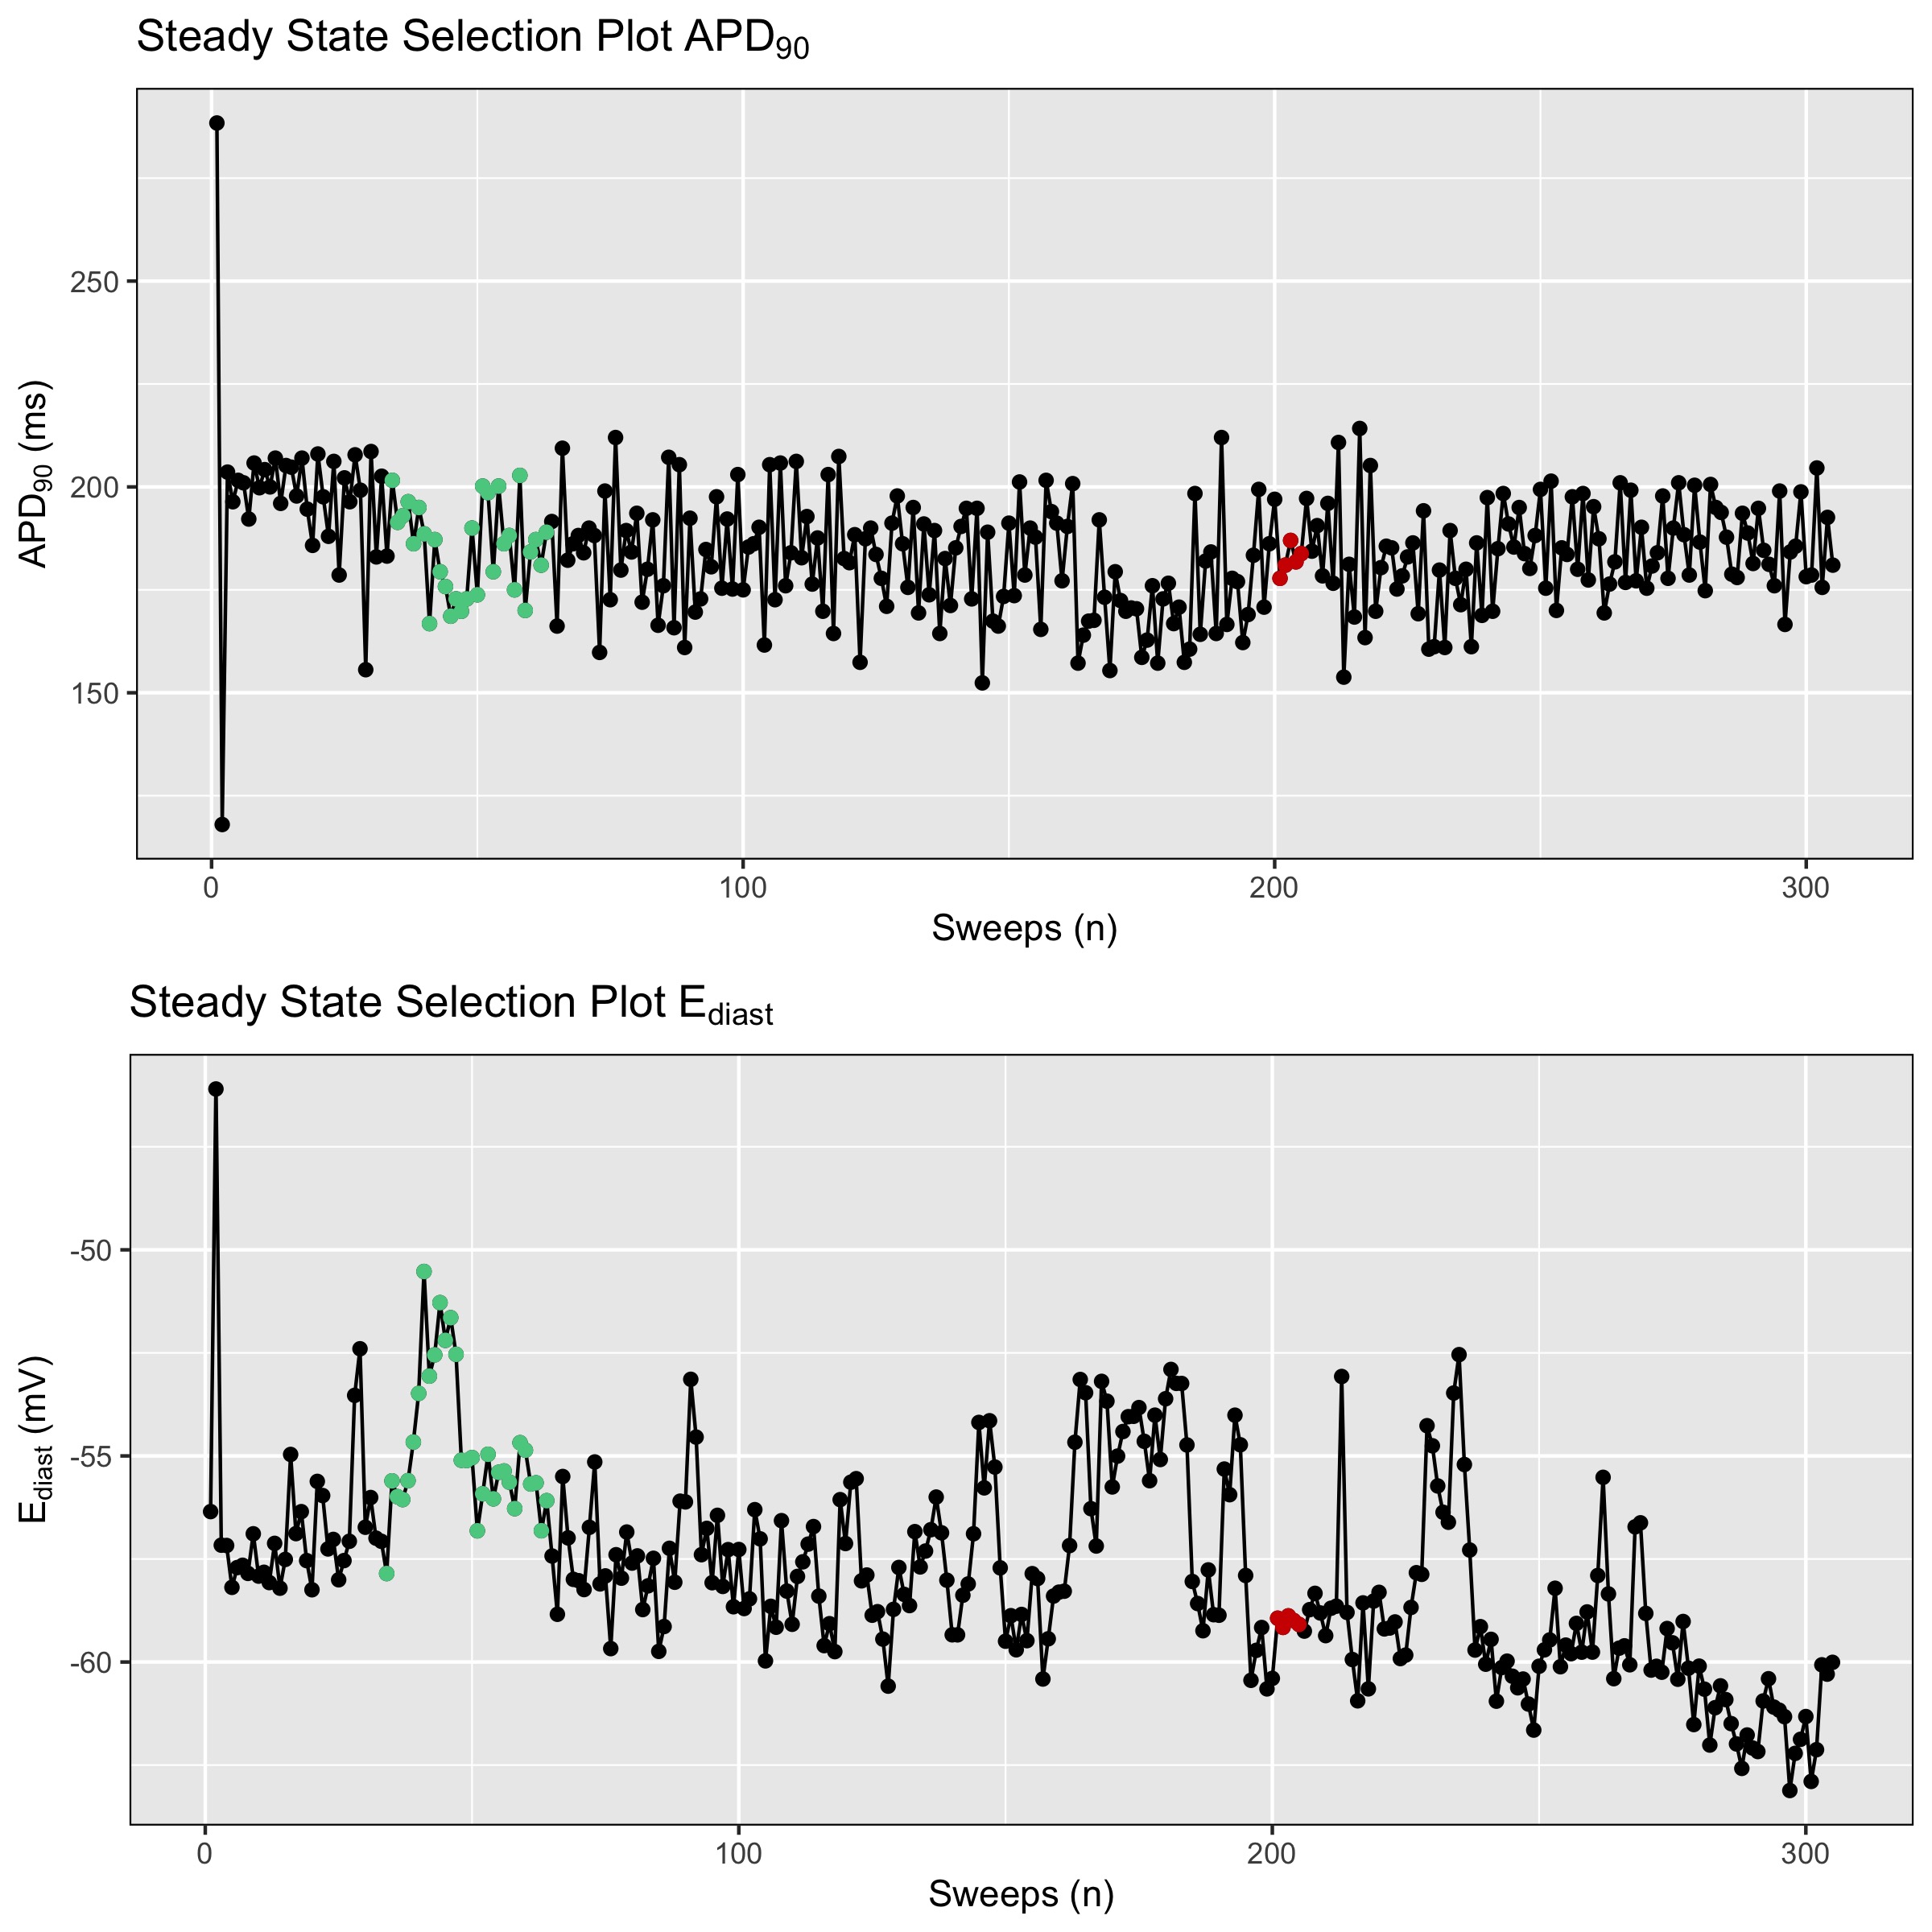 Steady State Selection Plot APD90
250
200
150
APD90 (ms)
0 100 200 300
Sweeps (n)
Steady State Selection Plot Ediast
-50
-55
-60
Ediast (mV)
0 100 200 300
Sweeps (n)